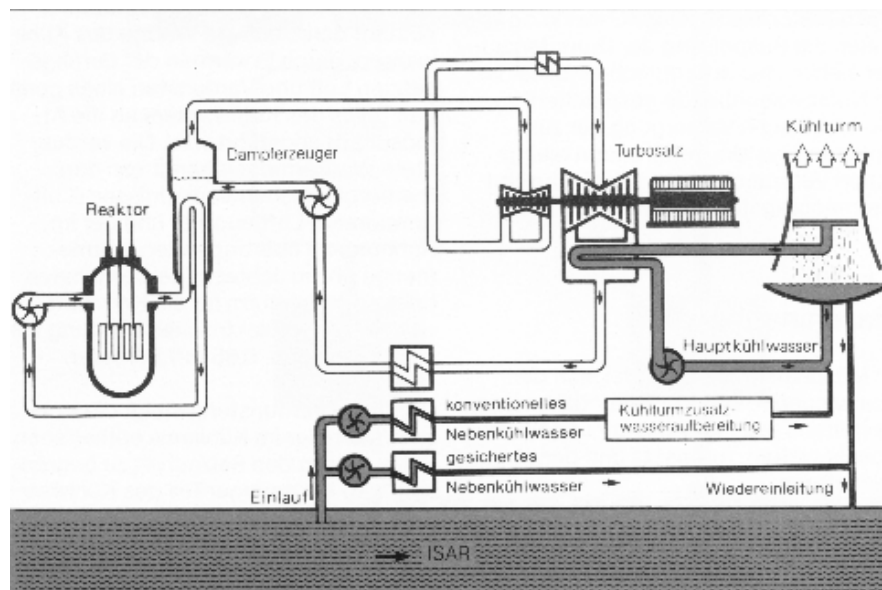 Kühlturm
Dampferzeuger
Turbosatz
Reaktor
Hauptkühlwasser
konventionelles
Nebenkühlwasser
Kühlturmzusatz-
wasseraufbereitung
gesichertes
Nebenkühlwasser
Einlauf
Wiedereinleitung
ISAR